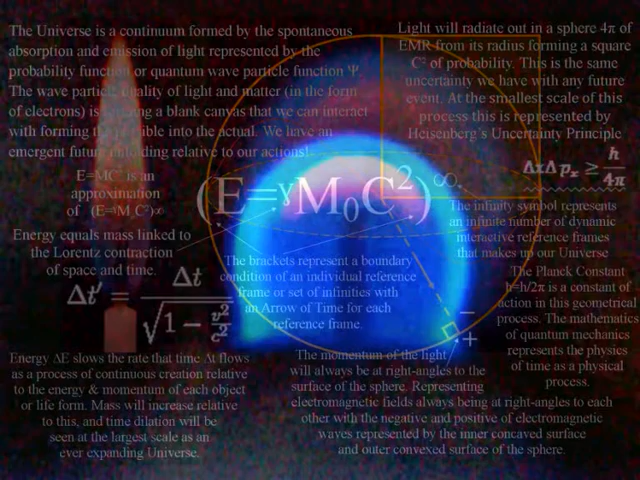 The Universe is a continuum formed by the spontaneous
absorption and emission of light represented by the
probability function or quantum wave particle function Ψ.
The wave particle duality of light and matter (in the form
of electrons) is forming a blank canvas that we can interact
with forming the possible into the actual. We have an
emergent future unfolding relative to our actions!
Light will radiate out in a sphere 4π of
EMR from its radius forming a square
C² of probability. This is the same
uncertainty we have with any future
event. At the smallest scale of this
process this is represented by
Heisenberg's Uncertainty Principle
ΔxΔpₓ ≥ h/4π
E=MC² is an
approximation
of (E=M C²)∞
(E=γM₀C²)∞
Energy equals mass linked to
the Lorentz contraction
of space and time.
The infinity symbol represents
an infinite number of dynamic
interactive reference frames
that makes up our Universe
The brackets represent a boundary
condition of an individual reference
frame or set of infinities with
an Arrow of Time for each
reference frame.
Δt' = Δt/√(1 − v²/c²)
The Planck Constant
ħ=h/2π is a constant of
action in this geometrical
process. The mathematics
of quantum mechanics
represents the physics
of time as a physical
process.
−
+
Energy ΔE slows the rate that time Δt flows
as a process of continuous creation relative
to the energy & momentum of each object
or life form. Mass will increase relative
to this, and time dilation will be
seen at the largest scale as an
ever expanding Universe.
The momentum of the light
will always be at right-angles to the
surface of the sphere. Representing
electromagnetic fields always being at right-angles to each
other with the negative and positive of electromagnetic
waves represented by the inner concaved surface
and outer convexed surface of the sphere.